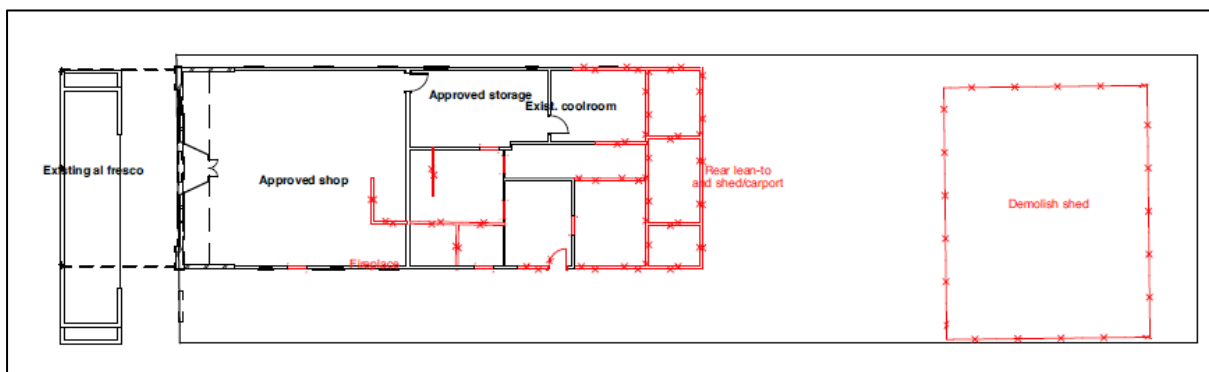 Existing al fresco
Approved shop
Approved storage
Exist. coolroom
Fireplace
Rear lean-to
and shed/carport
Demolish shed